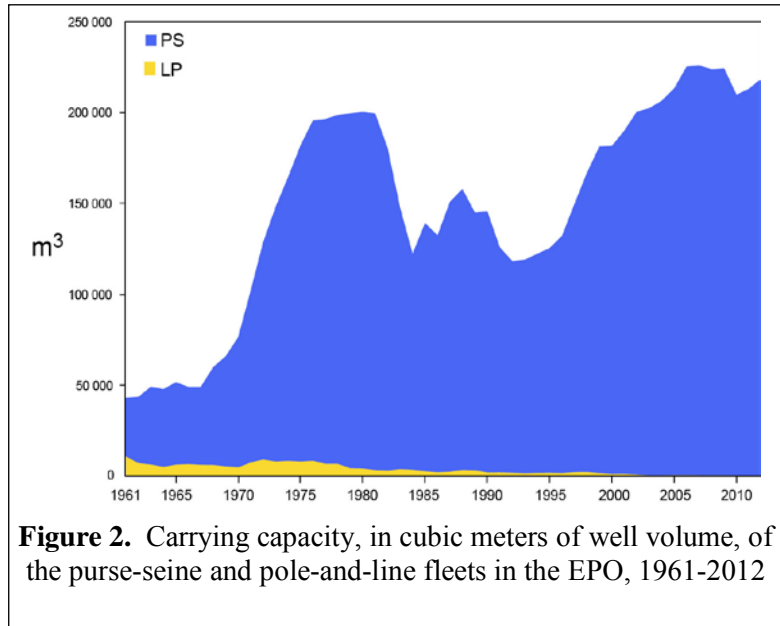 250 000
PS
LP
200 000
150 000
m3
100 000
50 000
0
1961 1965 1970 1975 1980 1985 1990 1995 2000 2005 2010
Figure 2. Carrying capacity, in cubic meters of well volume, of
the purse-seine and pole-and-line fleets in the EPO, 1961-2012